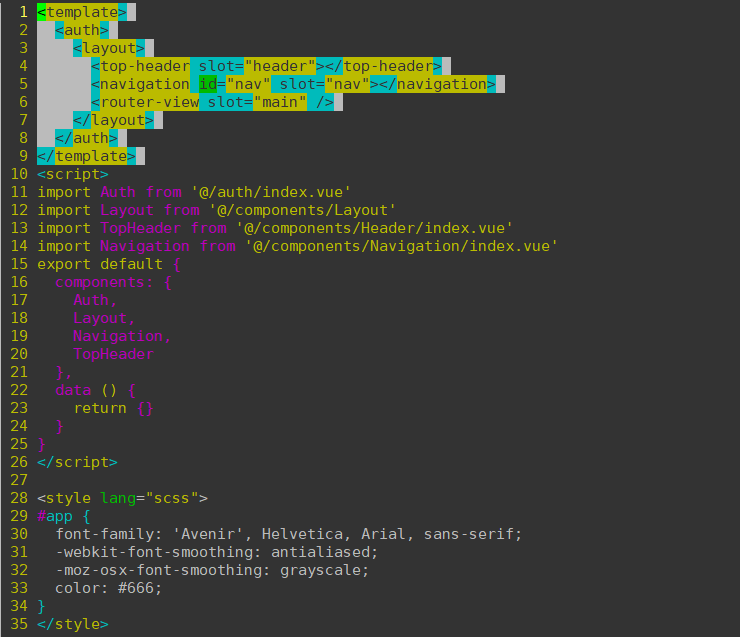 1 <template>
2   <auth>
3     <layout>
4       <top-header slot="header"></top-header>
5       <navigation id="nav" slot="nav"></navigation>
6       <router-view slot="main" />
7     </layout>
8   </auth>
9 </template>
10 <script>
11 import Auth from '@/auth/index.vue'
12 import Layout from '@/components/Layout'
13 import TopHeader from '@/components/Header/index.vue'
14 import Navigation from '@/components/Navigation/index.vue'
15 export default {
16   components: {
17     Auth,
18     Layout,
19     Navigation,
20     TopHeader
21   },
22   data () {
23     return {}
24   }
25 }
26 </script>
27
28 <style lang="scss">
29 #app {
30   font-family: 'Avenir', Helvetica, Arial, sans-serif;
31   -webkit-font-smoothing: antialiased;
32   -moz-osx-font-smoothing: grayscale;
33   color: #666;
34 }
35 </style>